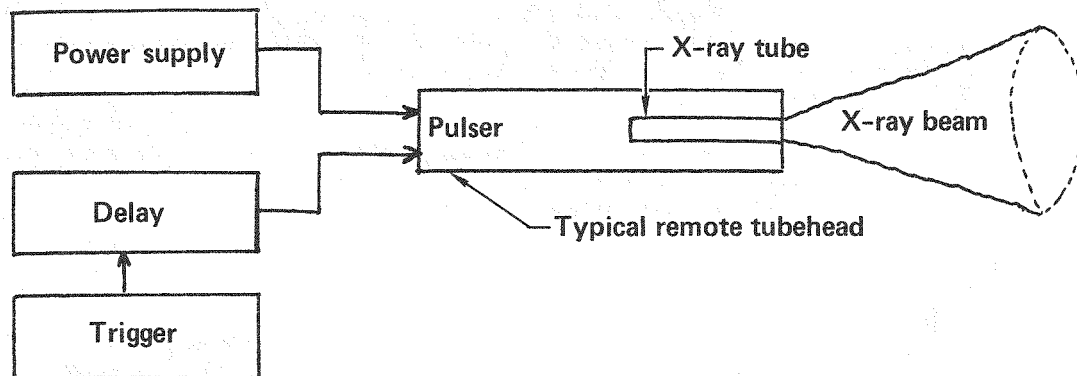 Power supply
X-ray tube
Pulser
X-ray beam
Delay
Typical remote tubehead
Trigger